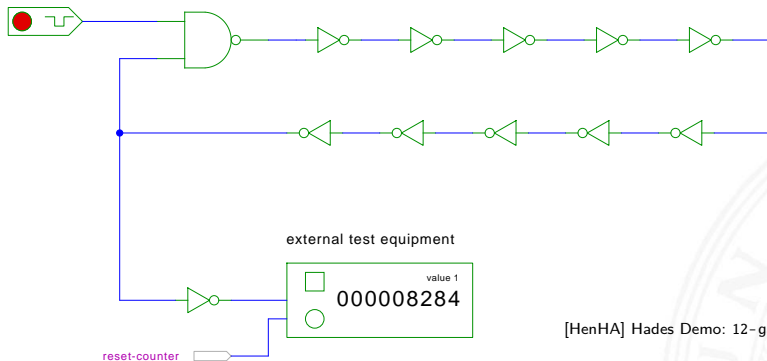 external test equipment
value 1
000008284
[HenHA] Hades Demo: 12-g
reset-counter